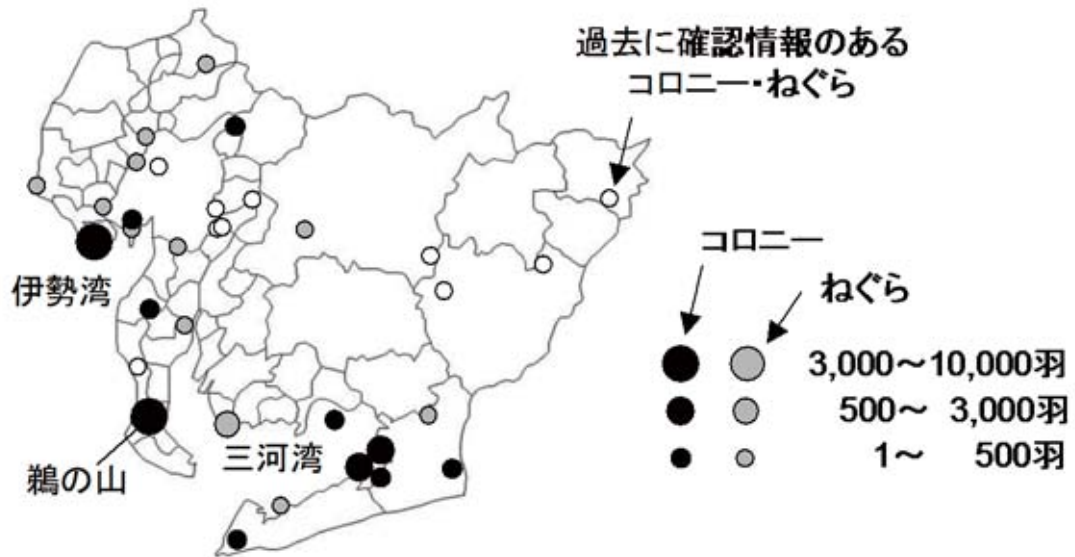 過去に確認情報のある
コロニー・ねぐら
コロニー
ねぐら
伊勢湾
3,000～10,000羽
500～ 3,000羽
三河湾
1～ 500羽
鵜の山